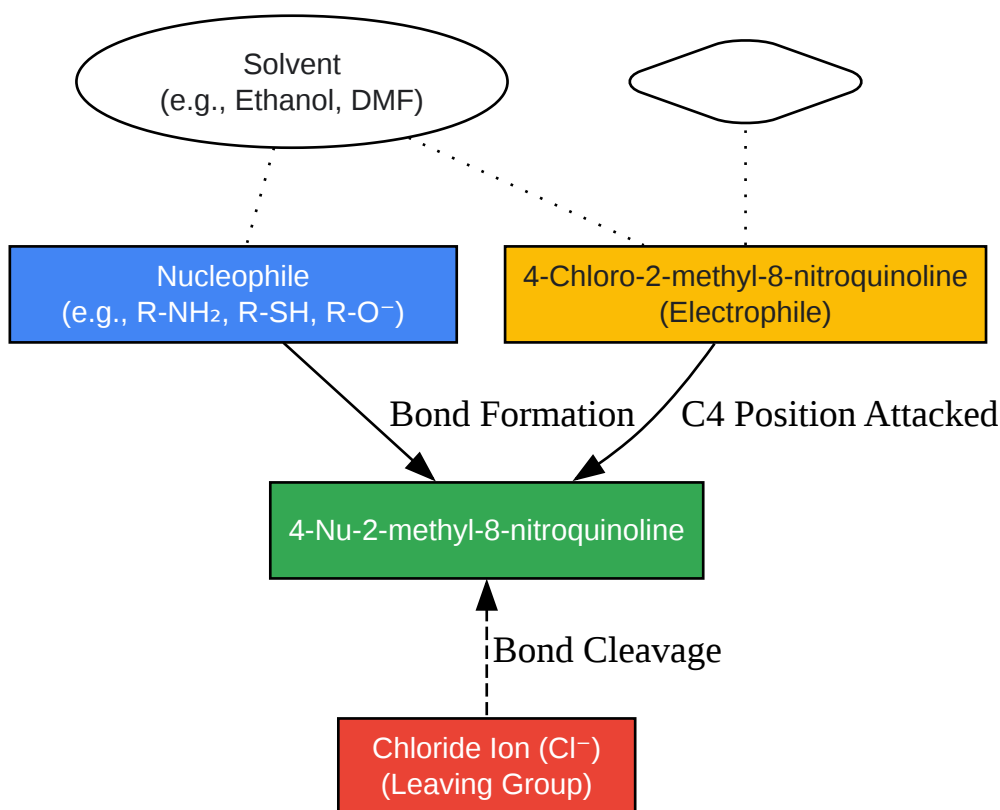 Solvent
(e.g., Ethanol, DMF)
Nucleophile
(e.g., R-NH₂, R-SH, R-O⁻)
4-Chloro-2-methyl-8-nitroquinoline
(Electrophile)
Bond Formation
C4 Position Attacked
4-Nu-2-methyl-8-nitroquinoline
Bond Cleavage
Chloride Ion (Cl⁻)
(Leaving Group)